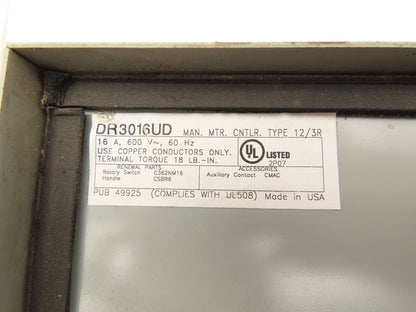 DR3016UD MAN. MTR. CNTLR. TYPE 12/3R
16 A, 600 V~, 60 Hz
USE COPPER CONDUCTORS ONLY.
TERMINAL TORQUE 18 LB.-IN.
UL LISTED
2P07
RENEWAL PARTS
Rotary Switch C362NM16
Handle CSBR6
ACCESSORIES
Auxiliary Contact CMAC
PUB 49925 (COMPLIES WITH UL508) Made in USA